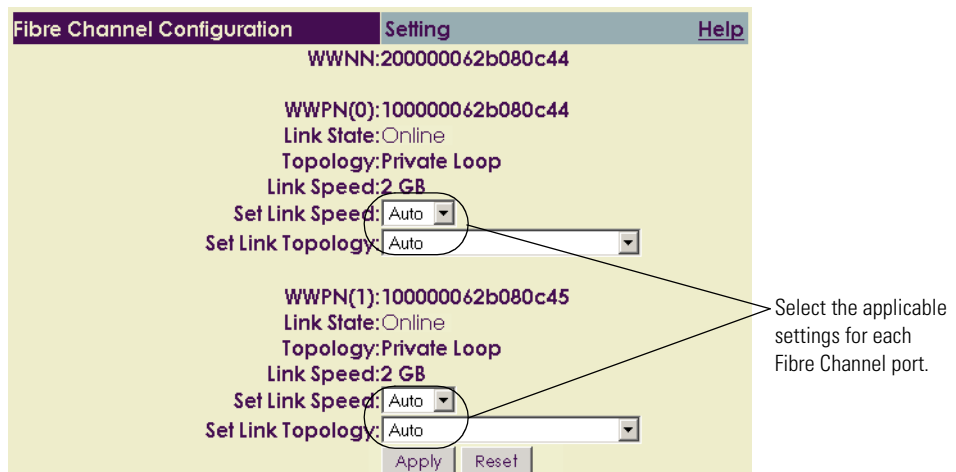 Fibre Channel Configuration Setting Help
WWNN:200000062b080c44
WWPN(0):100000062b080c44
Link State:Online
Topology:Private Loop
Link Speed:2 GB
Set Link Speed: Auto
Set Link Topology: Auto
WWPN(1):100000062b080c45
Link State:Online
Topology:Private Loop
Link Speed:2 GB
Set Link Speed: Auto
Set Link Topology: Auto
Apply Reset
Select the applicable
settings for each
Fibre Channel port.